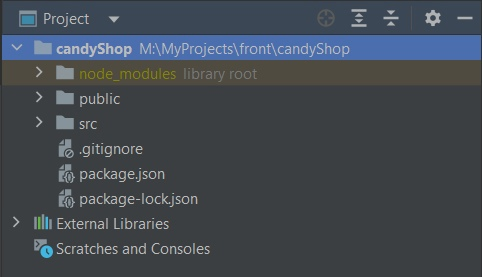 Project
candyShop M:\MyProjects\front\candyShop
node_modules library root
public
src
.gitignore
package.json
package-lock.json
External Libraries
Scratches and Consoles